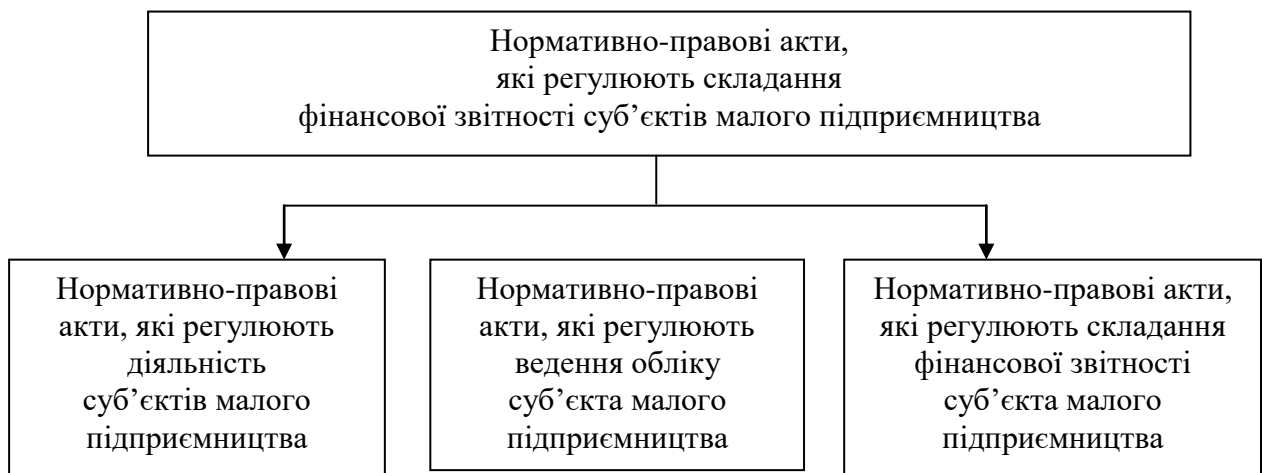 Нормативно-правові акти,
які регулюють складання
фінансової звітності суб’єктів малого підприємництва
Нормативно-правові
акти, які регулюють
діяльність
суб’єктів малого
підприємництва
Нормативно-правові
акти, які регулюють
ведення обліку
суб’єкта малого
підприємництва
Нормативно-правові акти,
які регулюють складання
фінансової звітності
суб’єкта малого
підприємництва